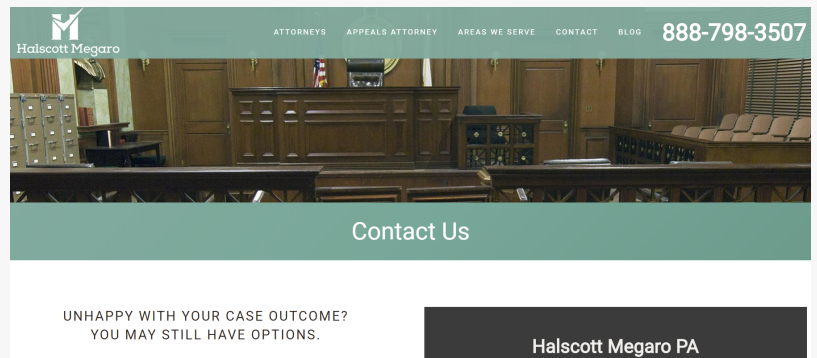 Halscott Megaro
ATTORNEYS APPEALS ATTORNEY AREAS WE SERVE CONTACT BLOG 888-798-3507
Contact Us
UNHAPPY WITH YOUR CASE OUTCOME?
YOU MAY STILL HAVE OPTIONS.
Halscott Megaro PA